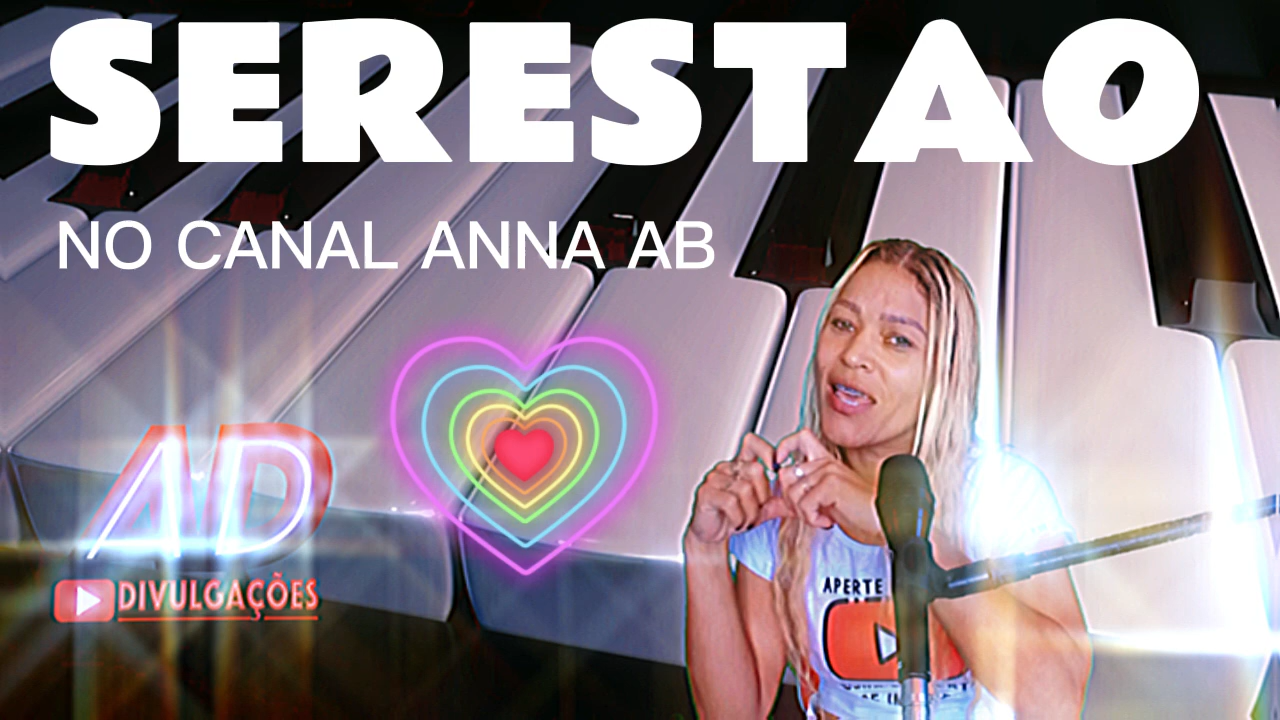 SERESTAO
NO CANAL ANNA AB
AD
DIVULGAÇÕES
APERTE